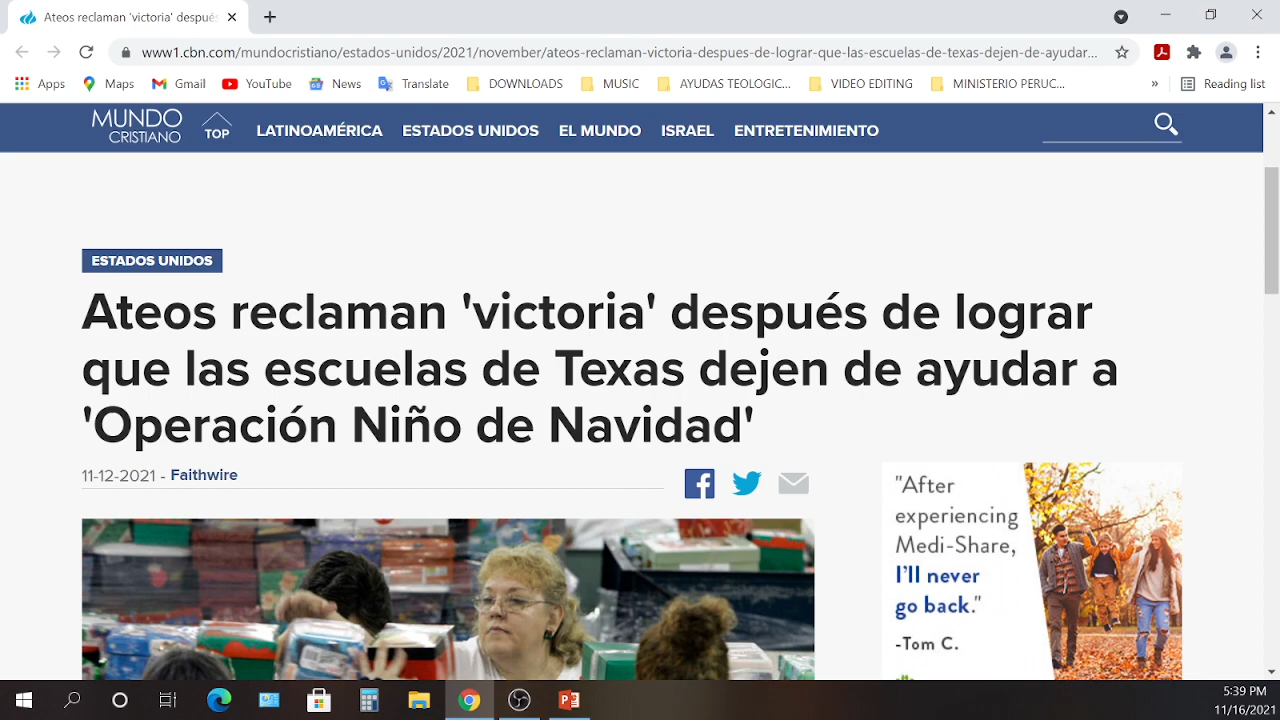 Ateos reclaman 'victoria' despué
www1.cbn.com/mundocristiano/estados-unidos/2021/november/ateos-reclaman-victoria-despues-de-lograr-que-las-escuelas-de-texas-dejen-de-ayudar...
Apps Maps Gmail YouTube News Translate DOWNLOADS MUSIC AYUDAS TEOLOGIC... VIDEO EDITING MINISTERIO PERUC... » Reading list
MUNDO
CRISTIANO
TOP LATINOAMÉRICA ESTADOS UNIDOS EL MUNDO ISRAEL ENTRETENIMIENTO
ESTADOS UNIDOS
Ateos reclaman 'victoria' después de lograr
que las escuelas de Texas dejen de ayudar a
'Operación Niño de Navidad'
11-12-2021 - Faithwire
"After
experiencing
Medi-Share,
I'll never
go back."
-Tom C.
5:39 PM
11/16/2021